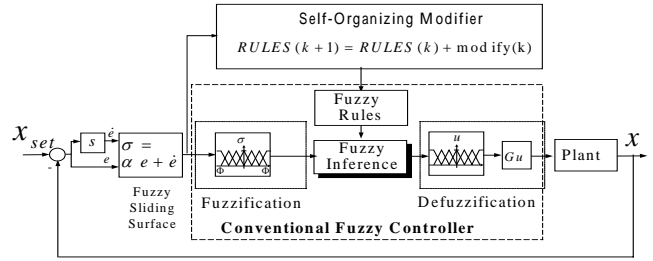 Self-Organizing Modifier
RULES(k+1) = RULES(k) + modify(k)
Fuzzy
Rules
x set
-
s
ė
e
σ =
α e + ė
Fuzzy
Sliding
Surface
σ
Φ Φ
Fuzzification
Fuzzy
Inference
u
Gu
Defuzzification
Plant
x
Conventional Fuzzy Controller